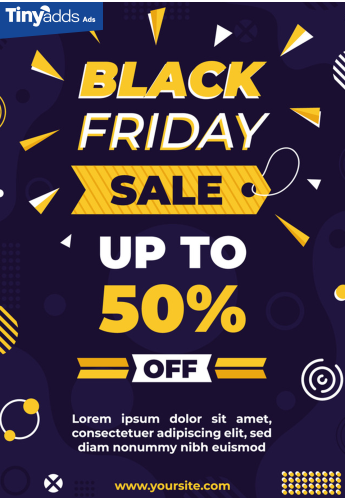 Tinyadds Ads
BLACK
FRIDAY
SALE
UP TO
50%
OFF
Lorem ipsum dolor sit amet,
consectetuer adipiscing elit, sed
diam nonummy nibh euismod
www.yoursite.com